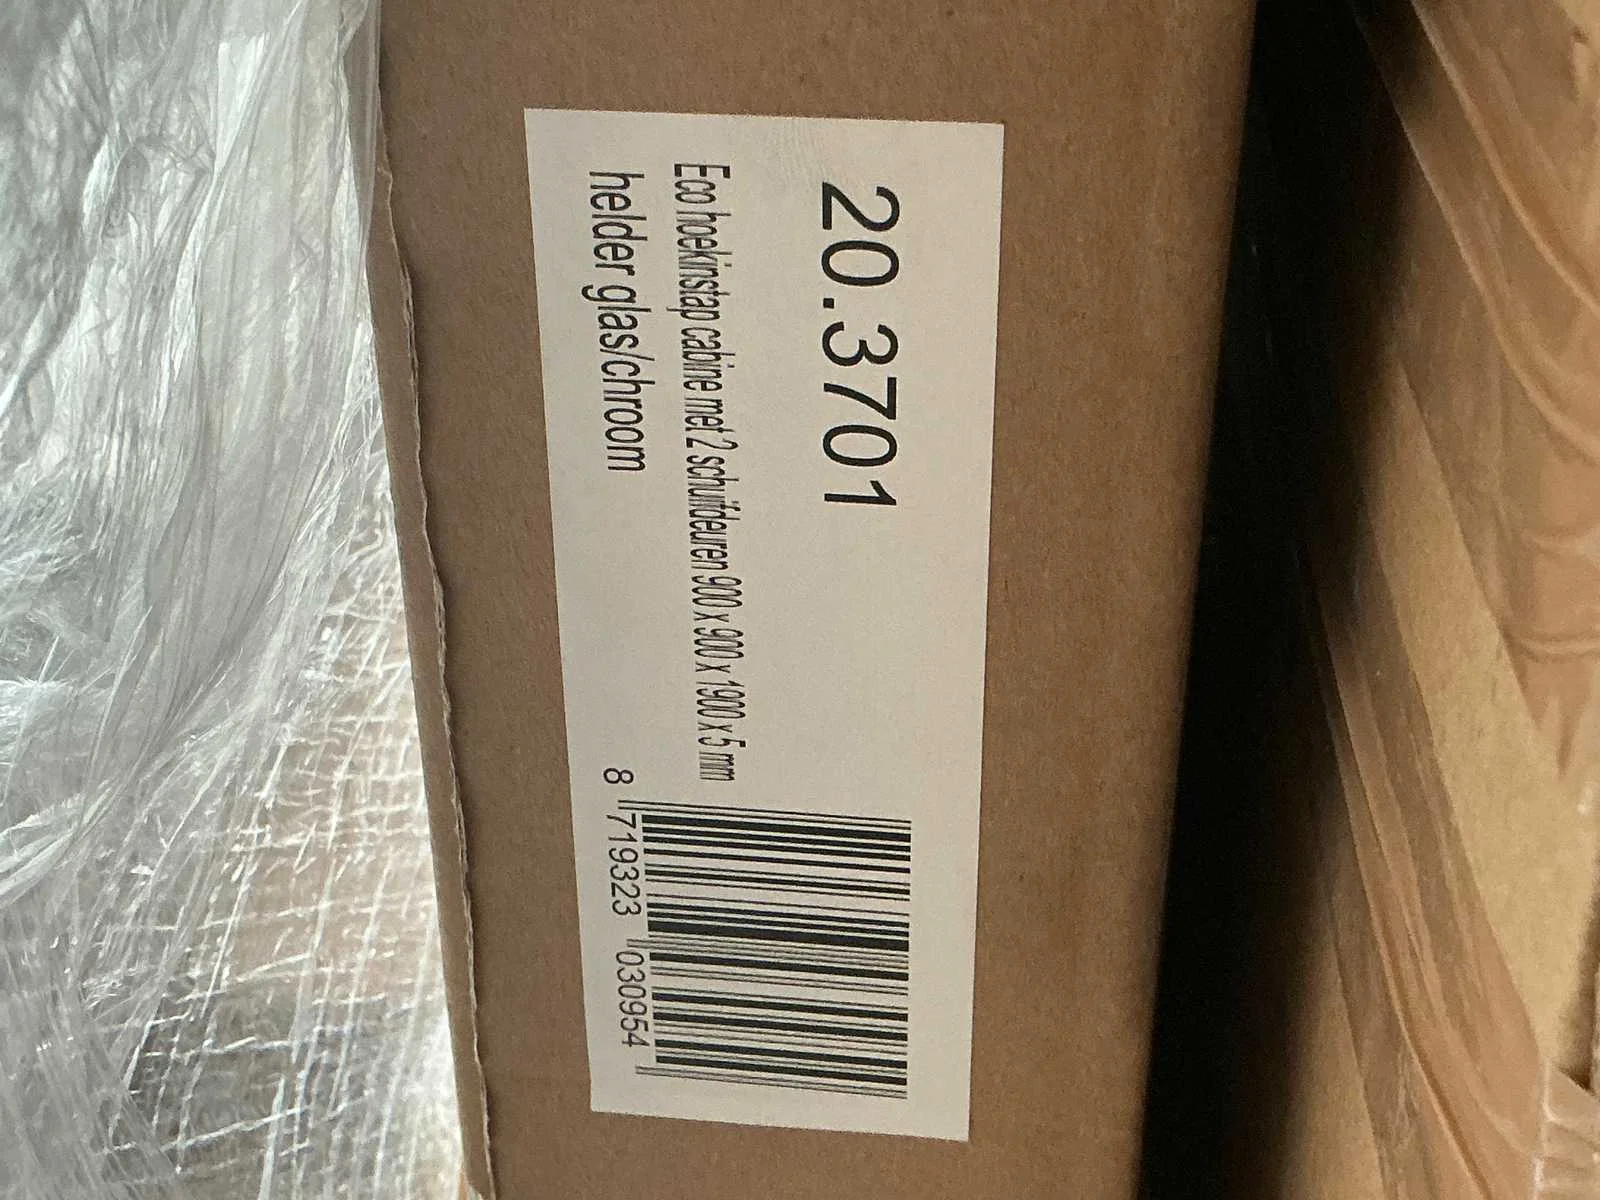 20.3701
Eco hoekinstap cabine met 2 schuifdeuren 900 x 900 x 1900 x 5 mm
helder glas/chroom
8 719323 030954